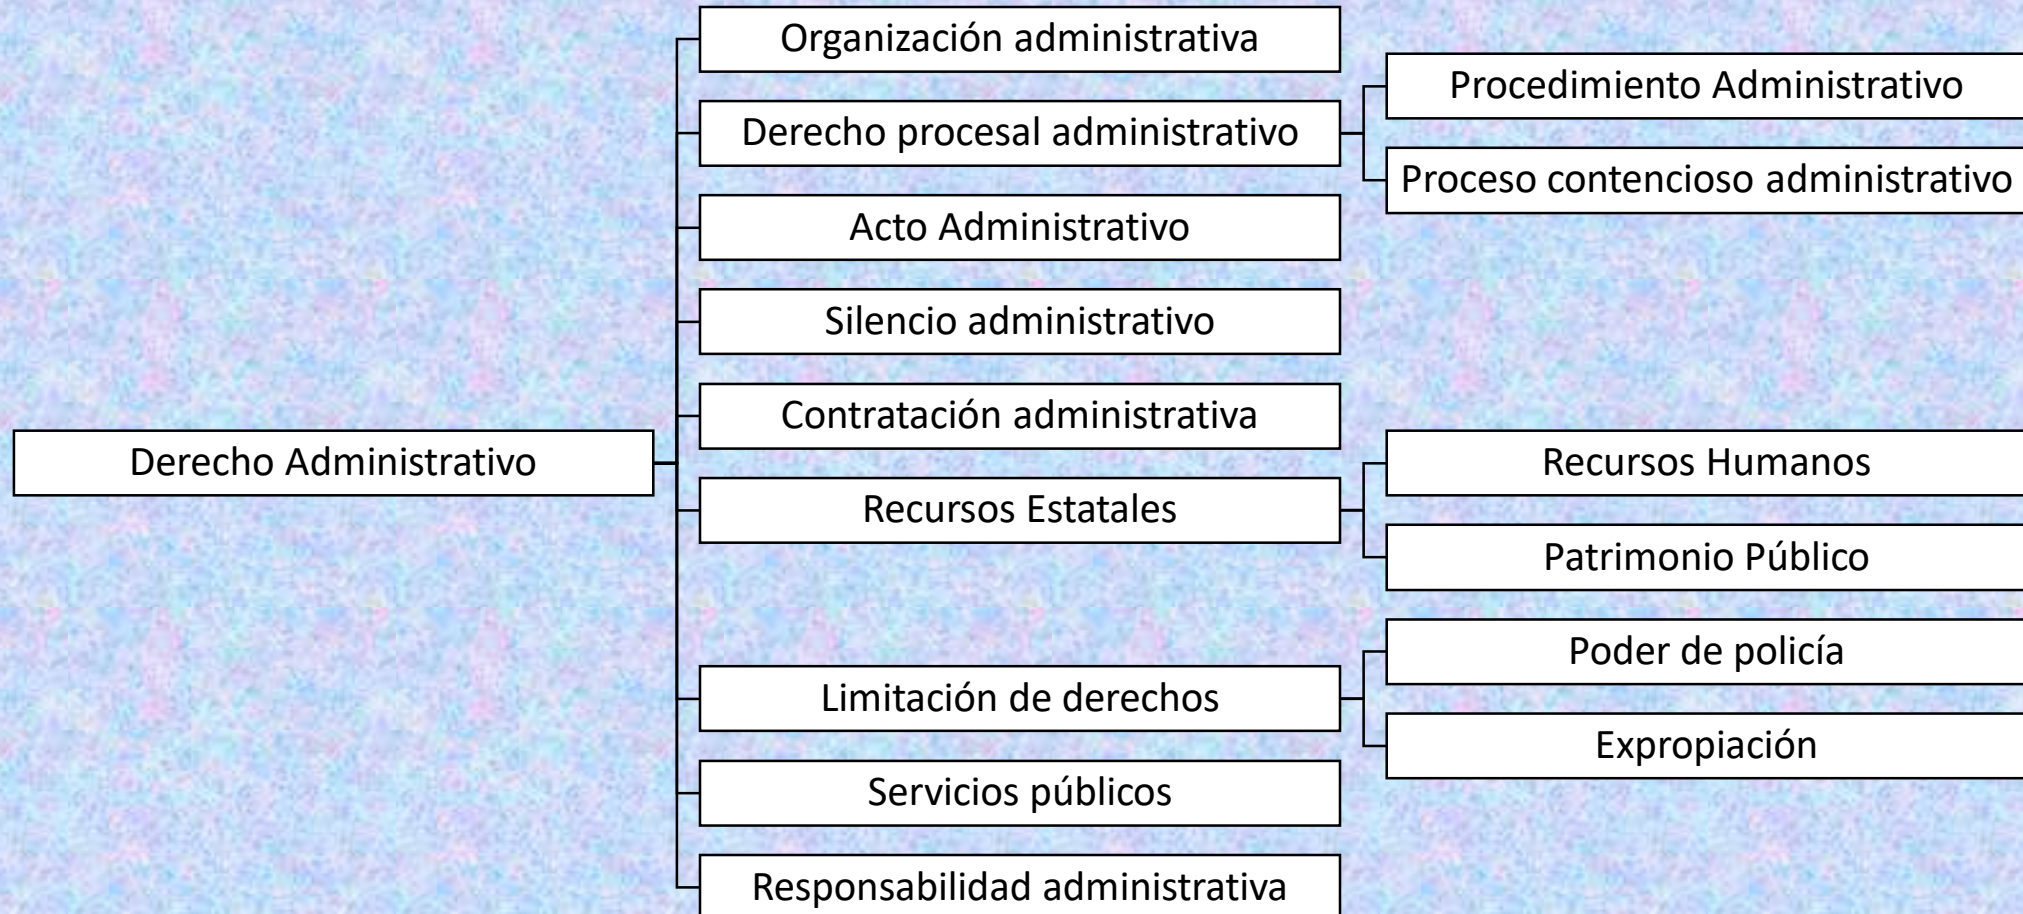 Derecho Administrativo
Organización administrativa
Derecho procesal administrativo
Procedimiento Administrativo
Proceso contencioso administrativo
Acto Administrativo
Silencio administrativo
Contratación administrativa
Recursos Estatales
Recursos Humanos
Patrimonio Público
Limitación de derechos
Poder de policía
Expropiación
Servicios públicos
Responsabilidad administrativa